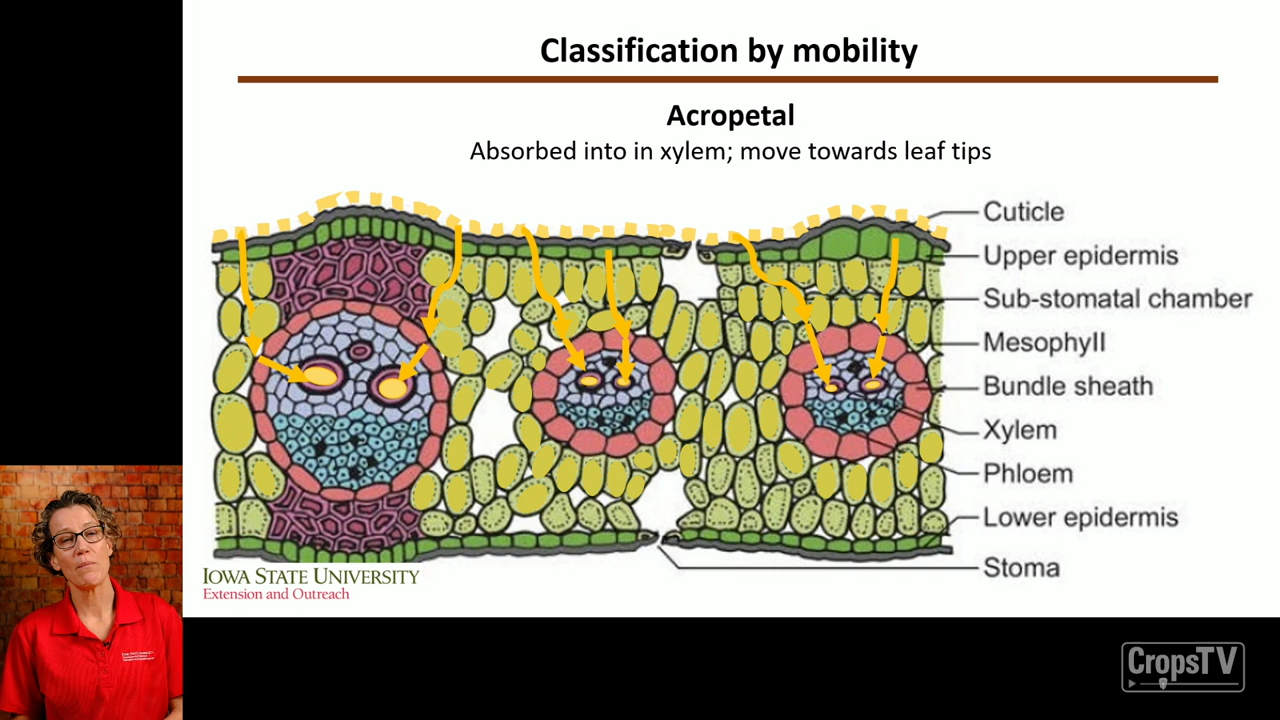 Classification by mobility
Acropetal
Absorbed into in xylem; move towards leaf tips
Cuticle
Upper epidermis
Sub-stomatal chamber
Mesophyll
Bundle sheath
Xylem
Phloem
Lower epidermis
Stoma
IOWA STATE UNIVERSITY
Extension and Outreach
CropsTV